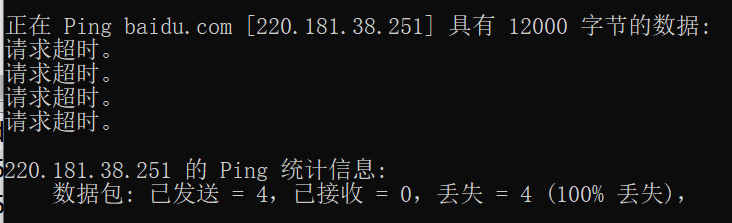 正在 Ping baidu.com [220.181.38.251] 具有 12000 字节的数据:
请求超时。
请求超时。
请求超时。
请求超时。
220.181.38.251 的 Ping 统计信息:
数据包: 已发送 = 4，已接收 = 0，丢失 = 4 (100% 丢失)，